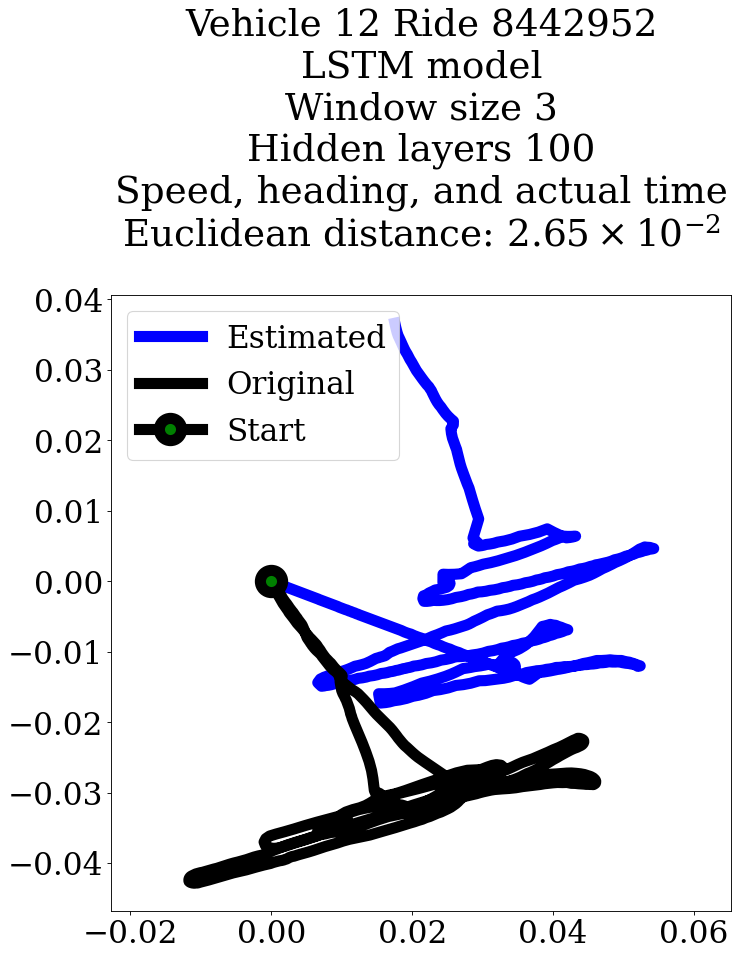 Vehicle 12 Ride 8442952
LSTM model
Window size 3
Hidden layers 100
Speed, heading, and actual time
Euclidean distance: 2.65 × 10⁻²
Estimated
Original
Start
0.04
0.03
0.02
0.01
0.00
−0.01
−0.02
−0.03
−0.04
−0.02
0.00
0.02
0.04
0.06